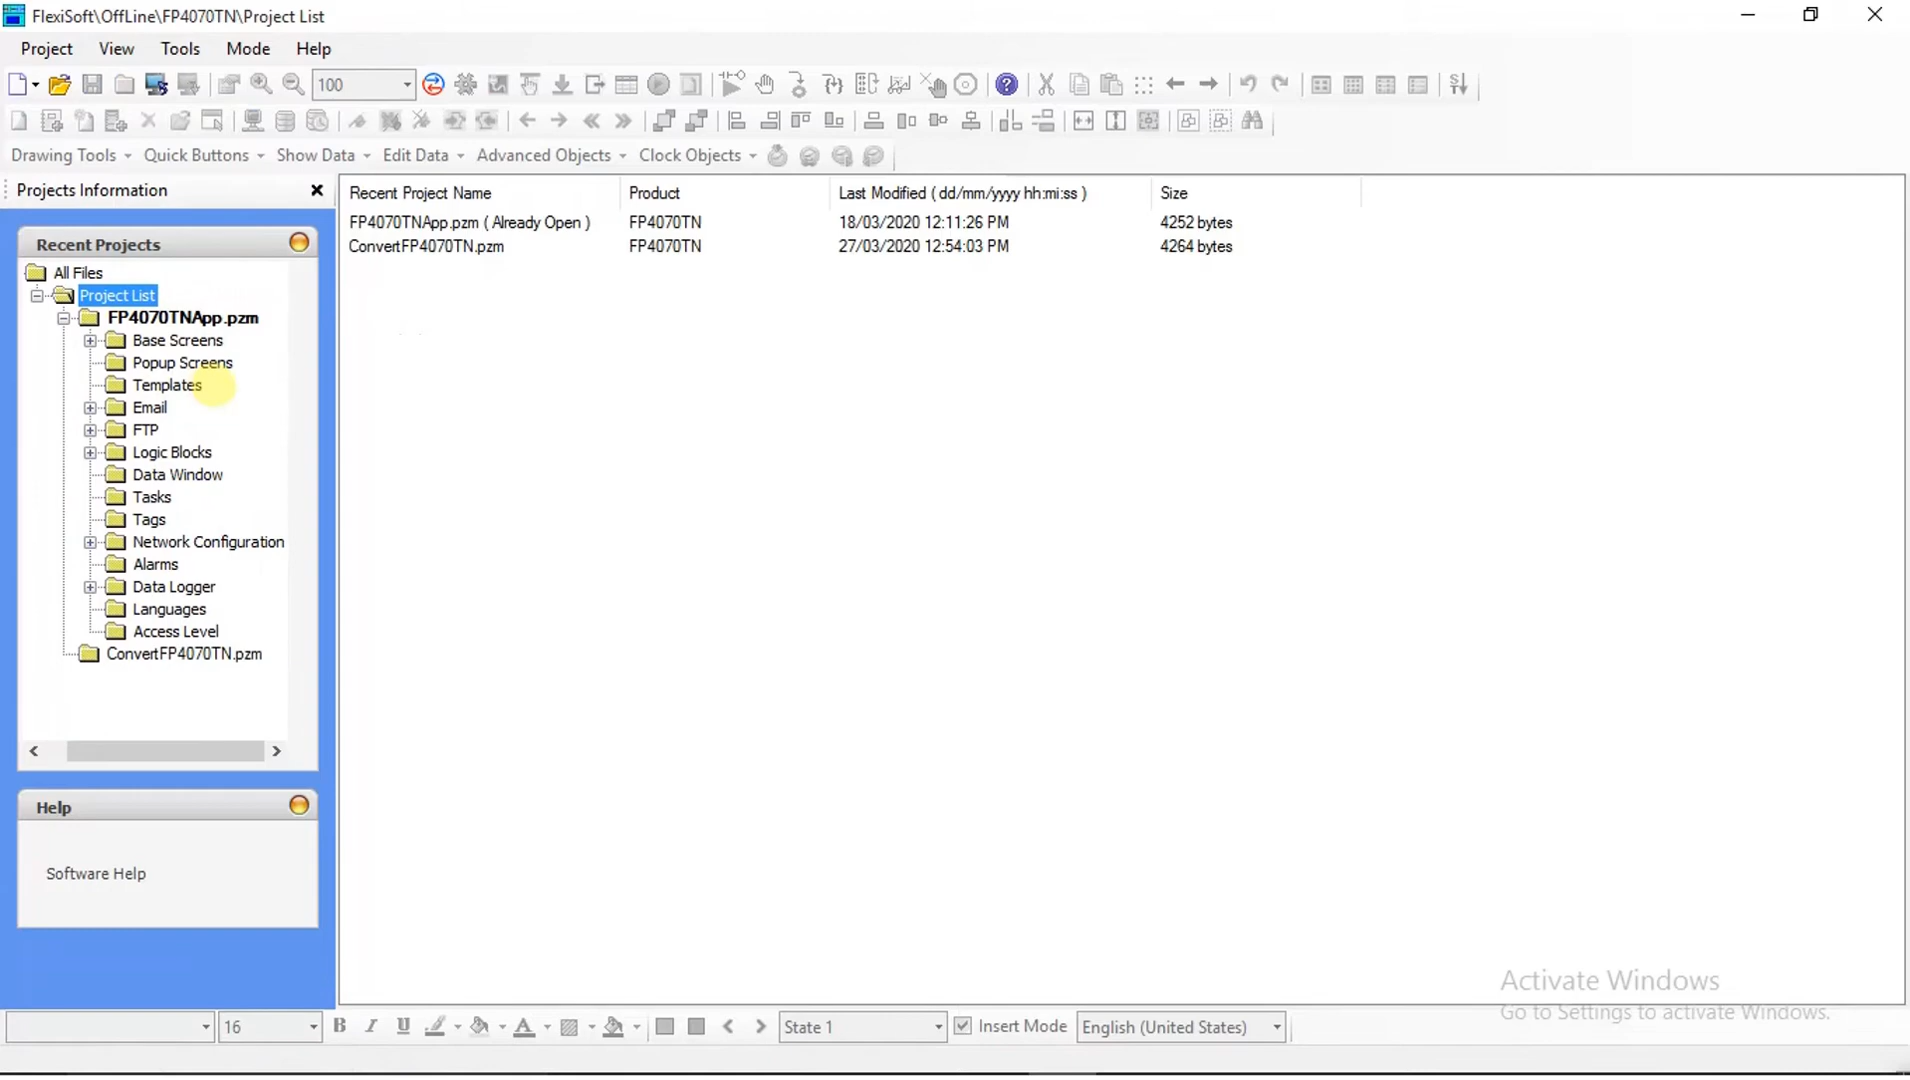 FlexiSoft\OffLine\FP4070TN\Project List
Project View Tools Mode Help
100
Drawing Tools Quick Buttons Show Data Edit Data Advanced Objects Clock Objects
Projects Information
Recent Project Name Product Last Modified ( dd/mm/yyyy hh:mi:ss ) Size
FP4070TNApp.pzm ( Already Open ) FP4070TN 18/03/2020 12:11:26 PM 4252 bytes
ConvertFP4070TN.pzm FP4070TN 27/03/2020 12:54:03 PM 4264 bytes
Recent Projects
All Files
Project List
FP4070TNApp.pzm
Base Screens
Popup Screens
Templates
Email
FTP
Logic Blocks
Data Window
Tasks
Tags
Network Configuration
Alarms
Data Logger
Languages
Access Level
ConvertFP4070TN.pzm
Help
Software Help
Activate Windows
Go to Settings to activate Windows.
16 B I U A State 1 Insert Mode English (United States)